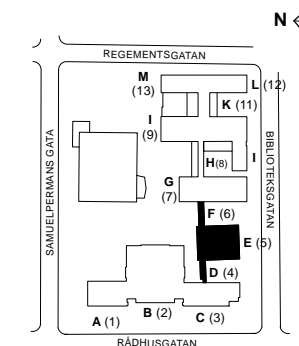 N
REGEMENTSGATAN
M
(13)
L (12)
K (11)
I
(9)
H(8)
I
G
(7)
F (6)
E (5)
D (4)
A (1)
B (2)
C (3)
SAMUELPERMANS GATA
BIBLIOTEKSGATAN
RÅDHUSGATAN